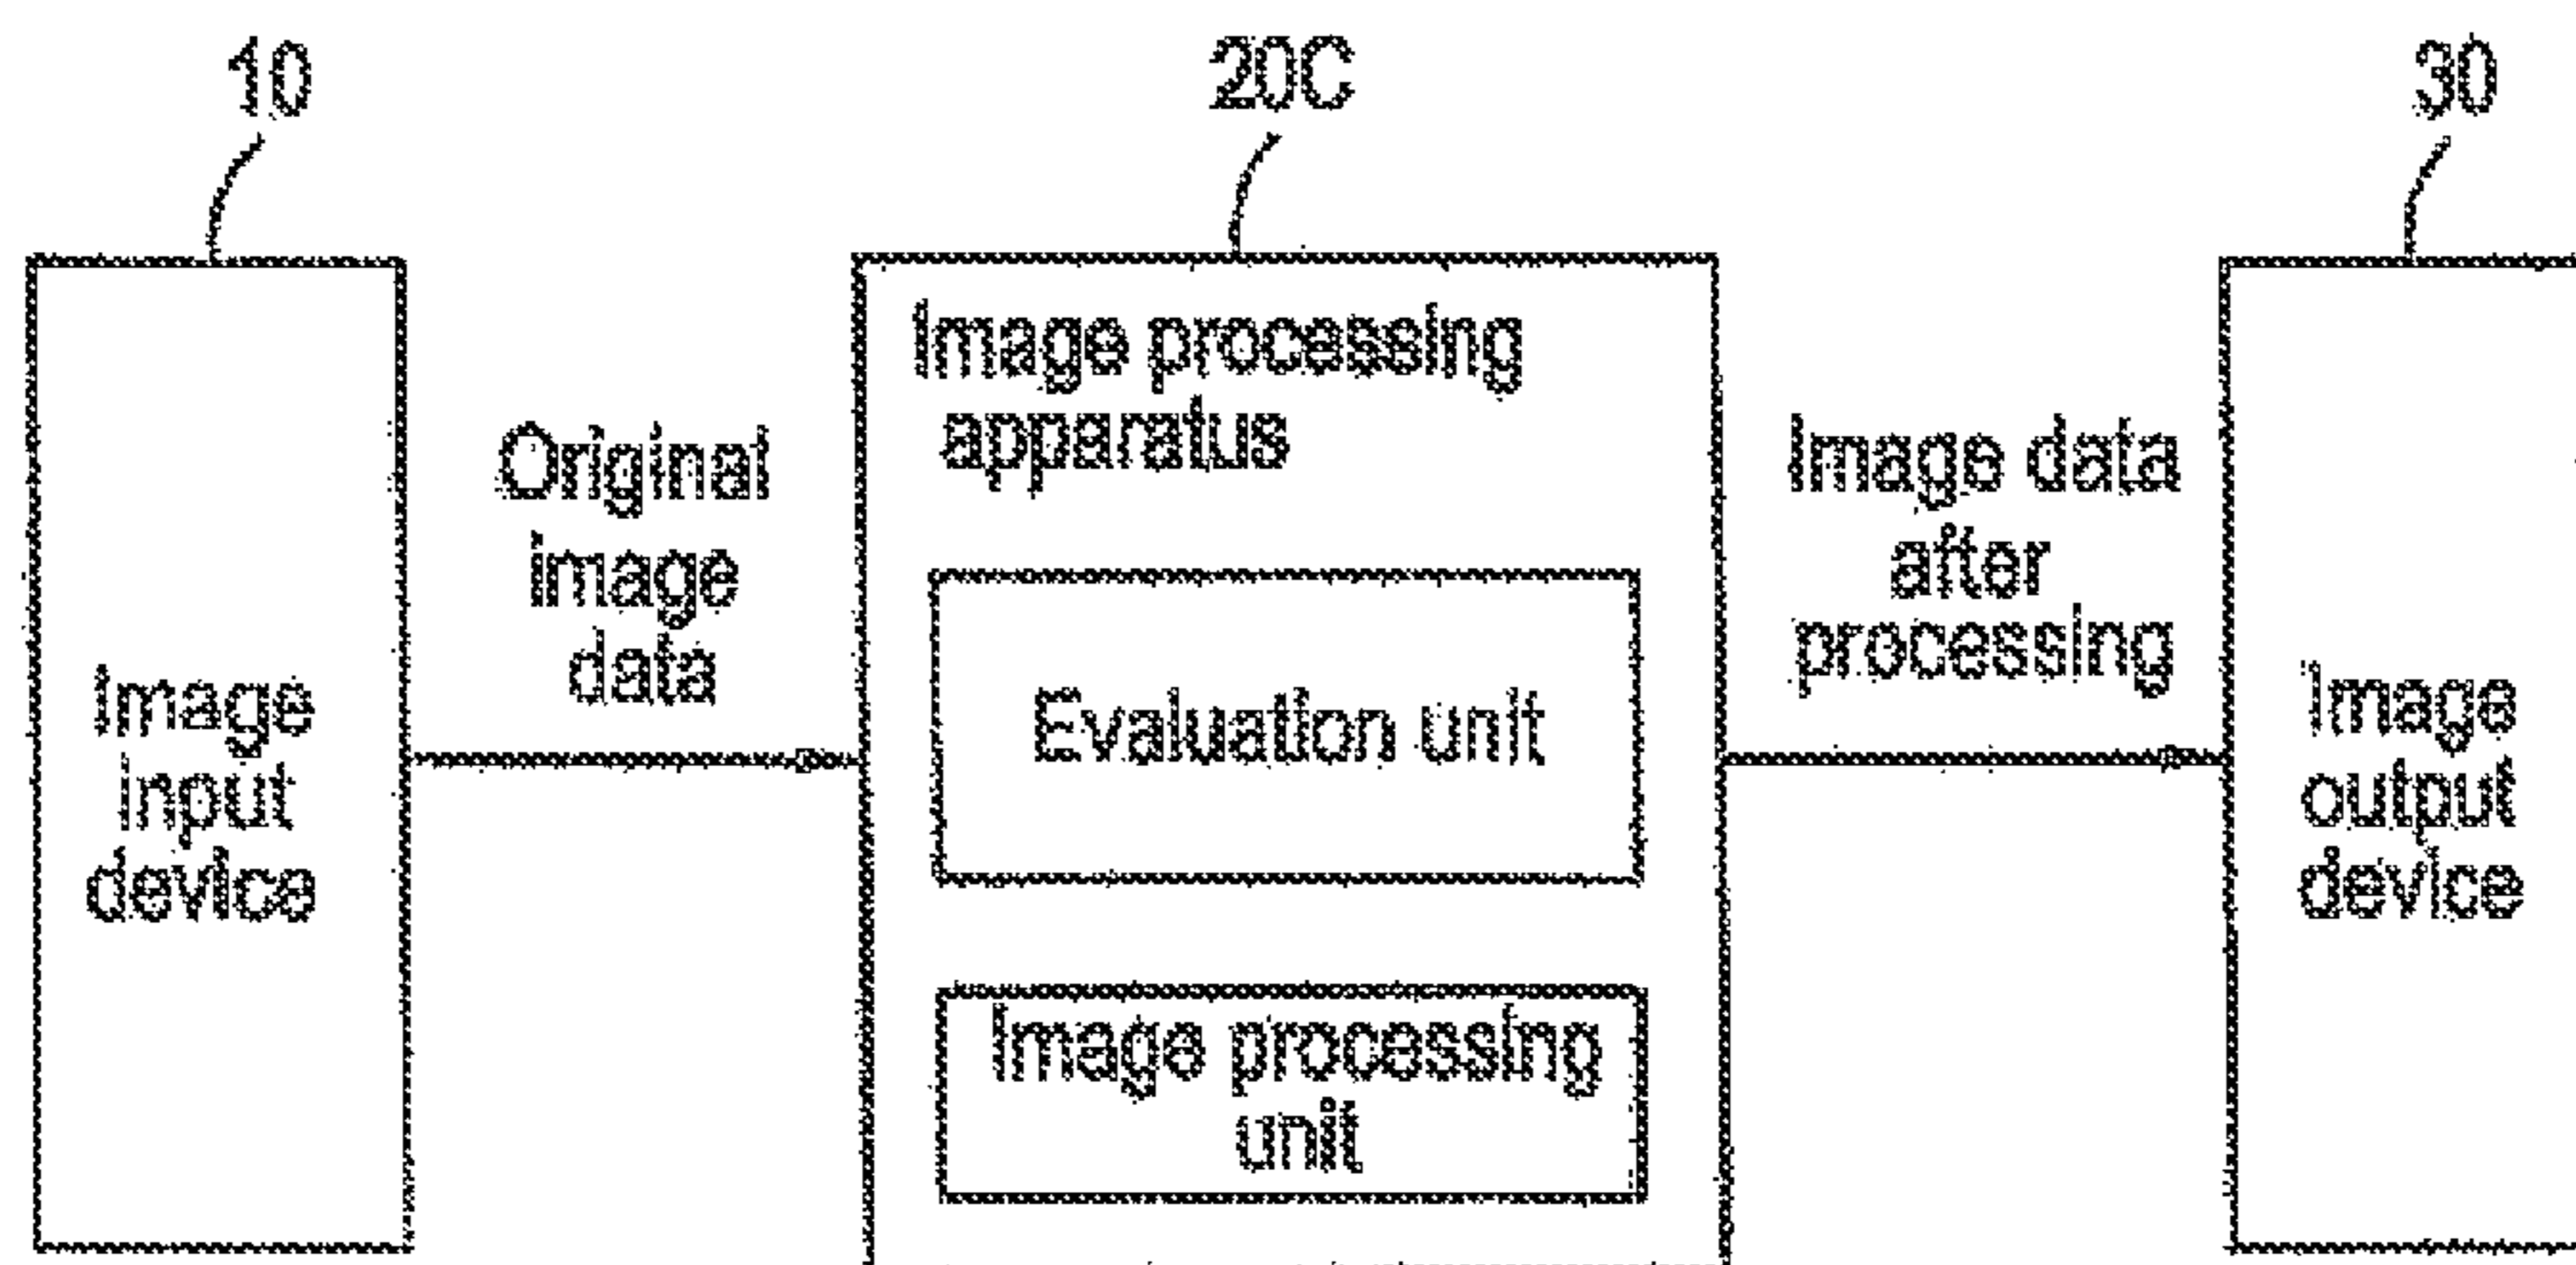 10
20C
30
Image processing
apparatus
Original
image
data
Image data
after
processing
Evaluation unit
Image
input
device
Image
output
device
Image processing
unit